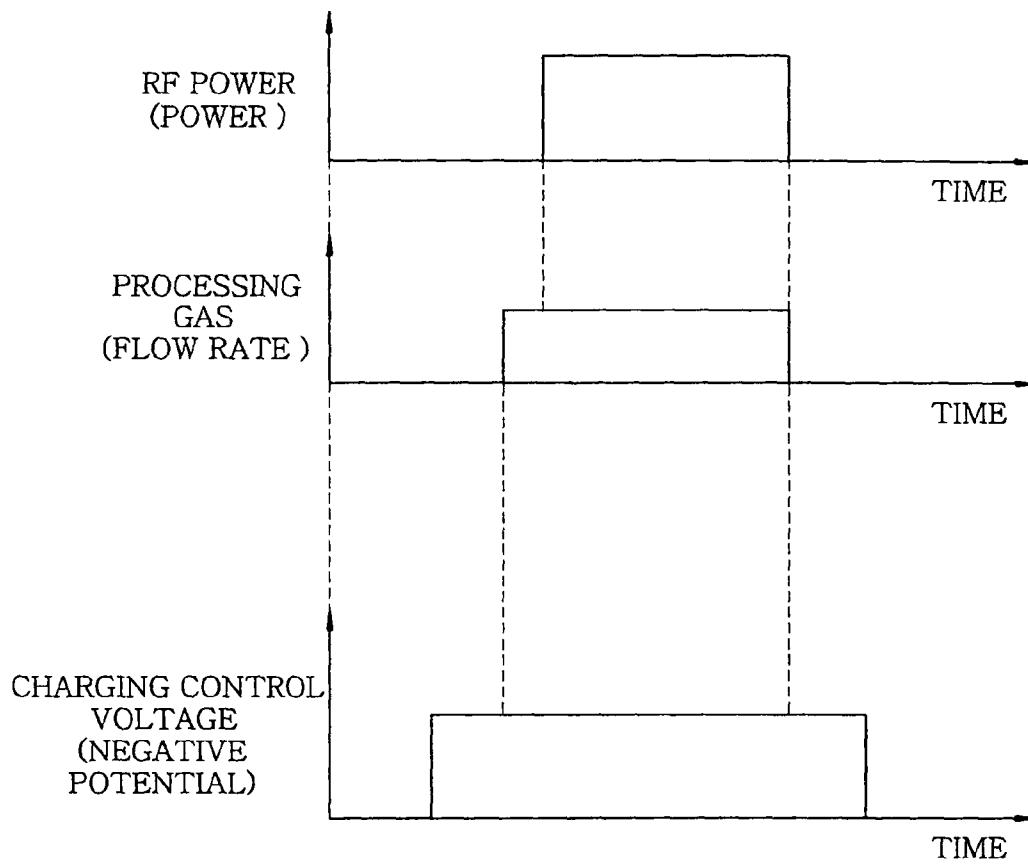 RF POWER
(POWER )
TIME
PROCESSING
GAS
(FLOW RATE )
TIME
CHARGING CONTROL
VOLTAGE
(NEGATIVE
POTENTIAL)
TIME